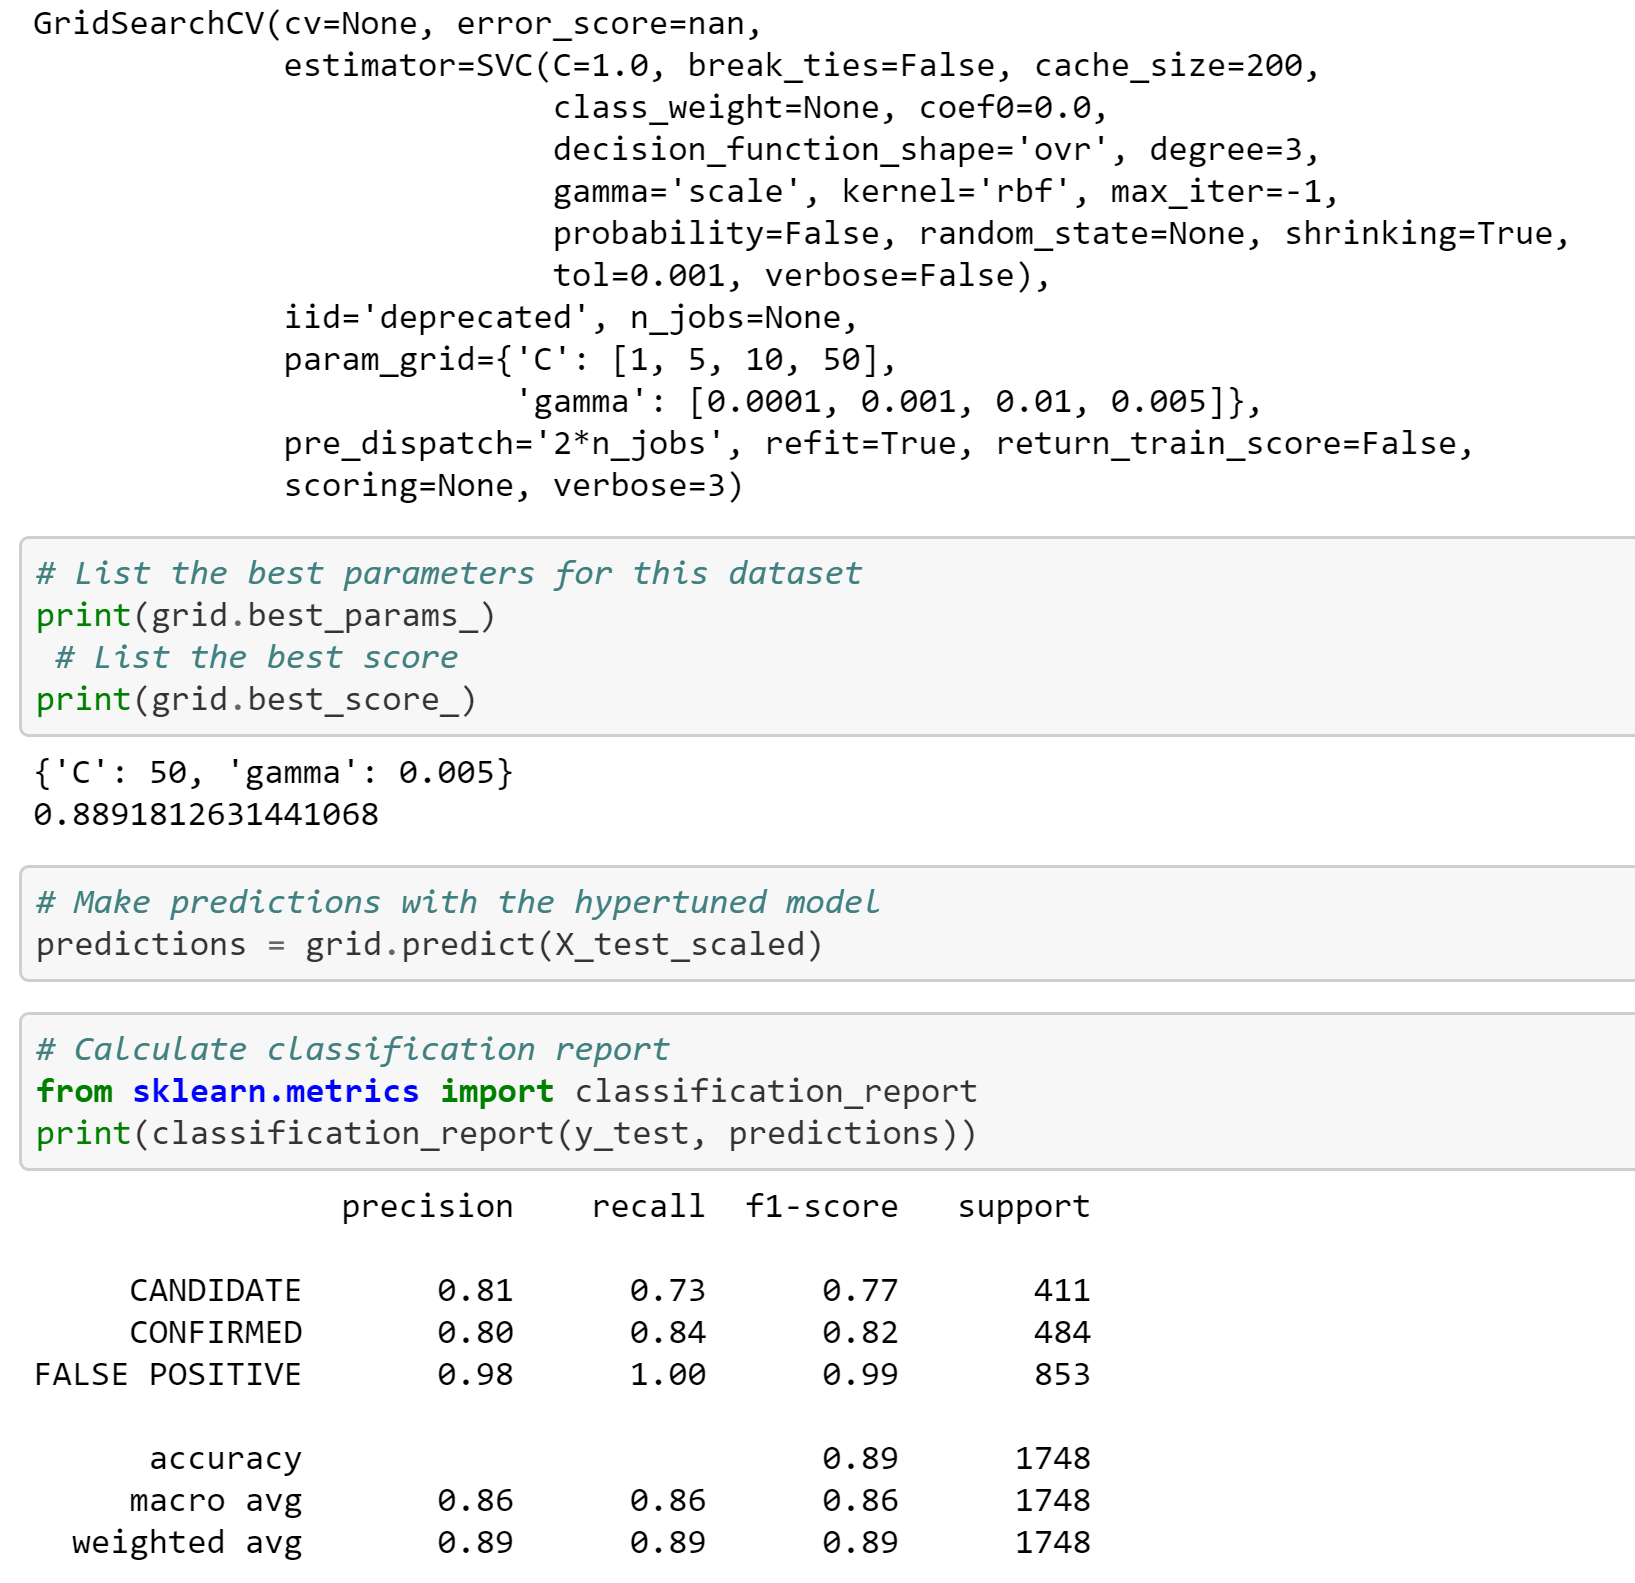 GridSearchCV(cv=None, error_score=nan,
             estimator=SVC(C=1.0, break_ties=False, cache_size=200,
                           class_weight=None, coef0=0.0,
                           decision_function_shape='ovr', degree=3,
                           gamma='scale', kernel='rbf', max_iter=-1,
                           probability=False, random_state=None, shrinking=True,
                           tol=0.001, verbose=False),
             iid='deprecated', n_jobs=None,
             param_grid={'C': [1, 5, 10, 50],
                         'gamma': [0.0001, 0.001, 0.01, 0.005]},
             pre_dispatch='2*n_jobs', refit=True, return_train_score=False,
             scoring=None, verbose=3)
# List the best parameters for this dataset
print(grid.best_params_)
 # List the best score
print(grid.best_score_)
{'C': 50, 'gamma': 0.005}
0.8891812631441068
# Make predictions with the hypertuned model
predictions = grid.predict(X_test_scaled)
# Calculate classification report
from sklearn.metrics import classification_report
print(classification_report(y_test, predictions))
                precision    recall  f1-score   support
     CANDIDATE       0.81      0.73      0.77       411
     CONFIRMED       0.80      0.84      0.82       484
FALSE POSITIVE       0.98      1.00      0.99       853
      accuracy                           0.89      1748
     macro avg       0.86      0.86      0.86      1748
  weighted avg       0.89      0.89      0.89      1748